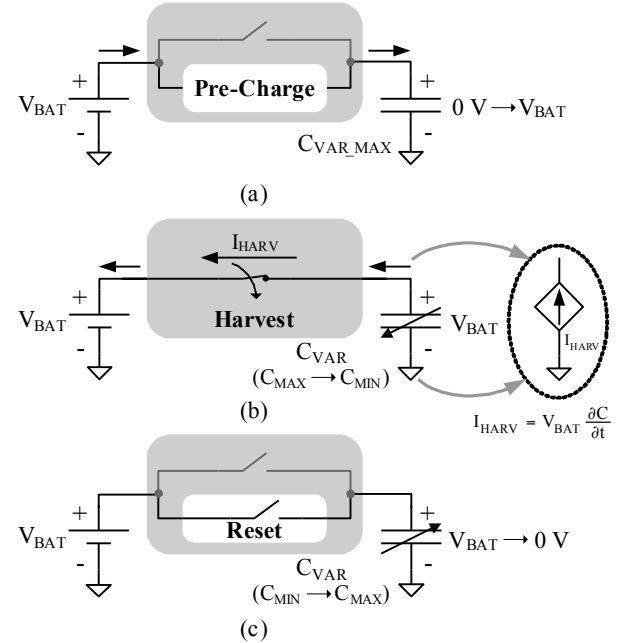 +
V_BAT
-
Pre-Charge
+
-
0 V → V_BAT
C_VAR_MAX
(a)
I_HARV
+
V_BAT
-
Harvest
+
-
V_BAT
C_VAR
(C_MAX → C_MIN)
I_HARV
(b)
I_HARV = V_BAT ∂C/∂t
+
V_BAT
-
Reset
+
-
V_BAT → 0 V
C_VAR
(C_MIN → C_MAX)
(c)